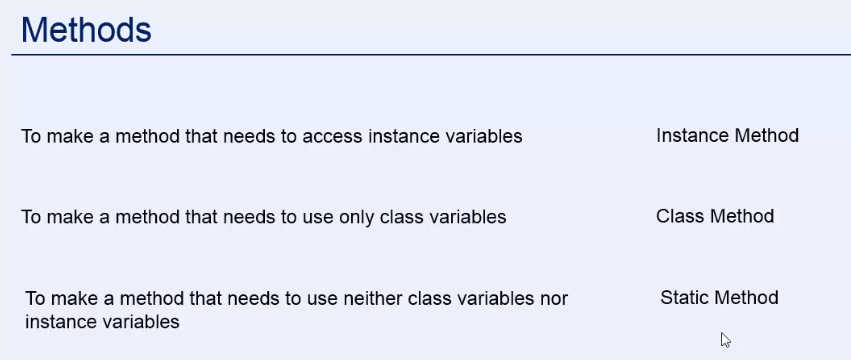 Methods
To make a method that needs to access instance variables Instance Method
To make a method that needs to use only class variables Class Method
To make a method that needs to use neither class variables nor Static Method
instance variables